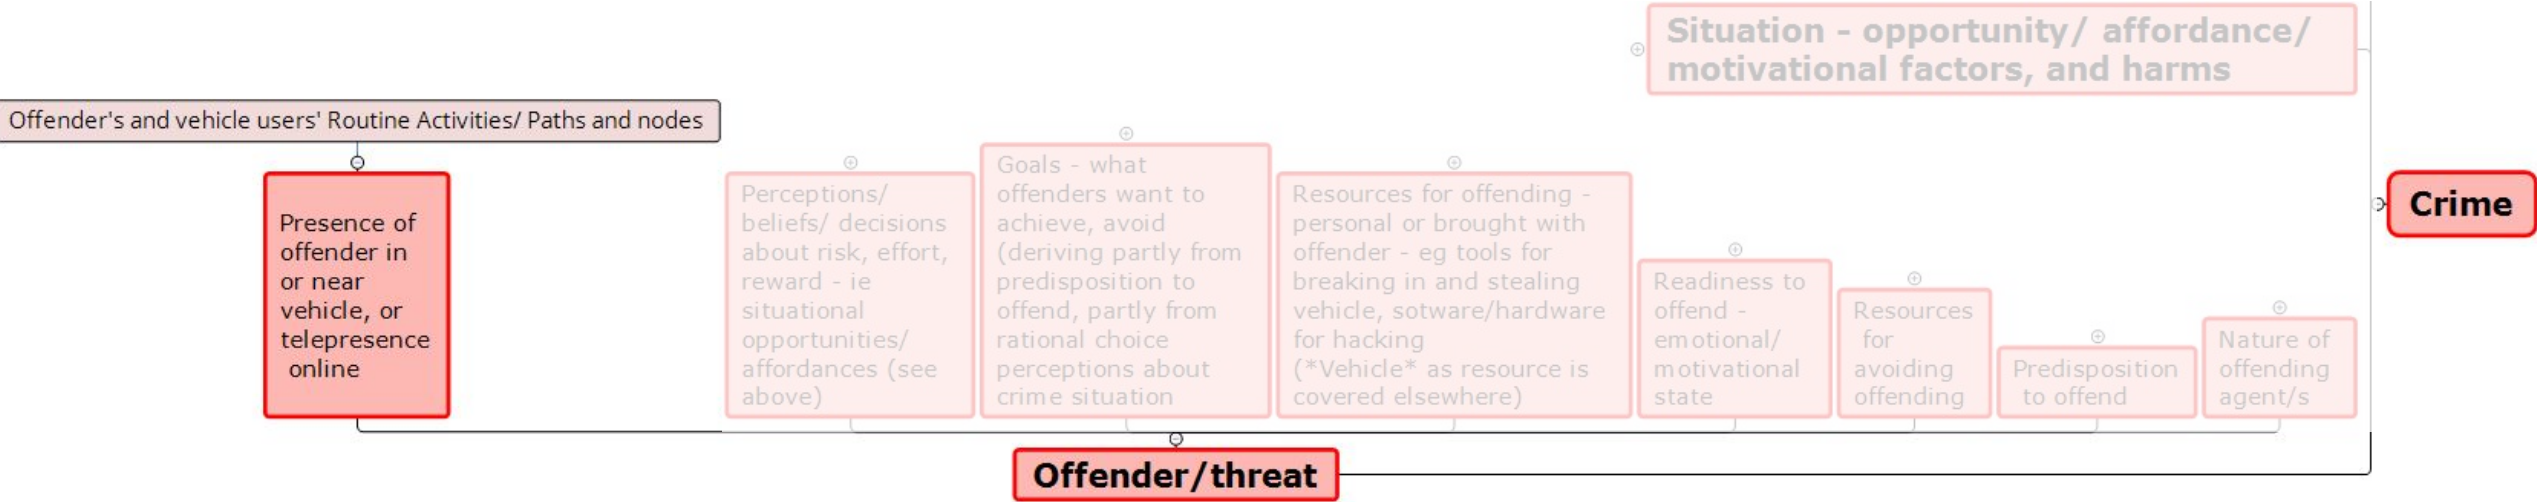 Situation - opportunity/ affordance/
motivational factors, and harms
Offender's and vehicle users' Routine Activities/ Paths and nodes
Presence of
offender in
or near
vehicle, or
telepresence
online
Perceptions/
beliefs/ decisions
about risk, effort,
reward - ie
situational
opportunities/
affordances (see
above)
Goals - what
offenders want to
achieve, avoid
(deriving partly from
predisposition to
offend, partly from
rational choice
perceptions about
crime situation
Resources for offending -
personal or brought with
offender - eg tools for
breaking in and stealing
vehicle, sotware/hardware
for hacking
(*Vehicle* as resource is
covered elsewhere)
Readiness to
offend -
emotional/
motivational
state
Resources
for
avoiding
offending
Predisposition
to offend
Nature of
offending
agent/s
Crime
Offender/threat